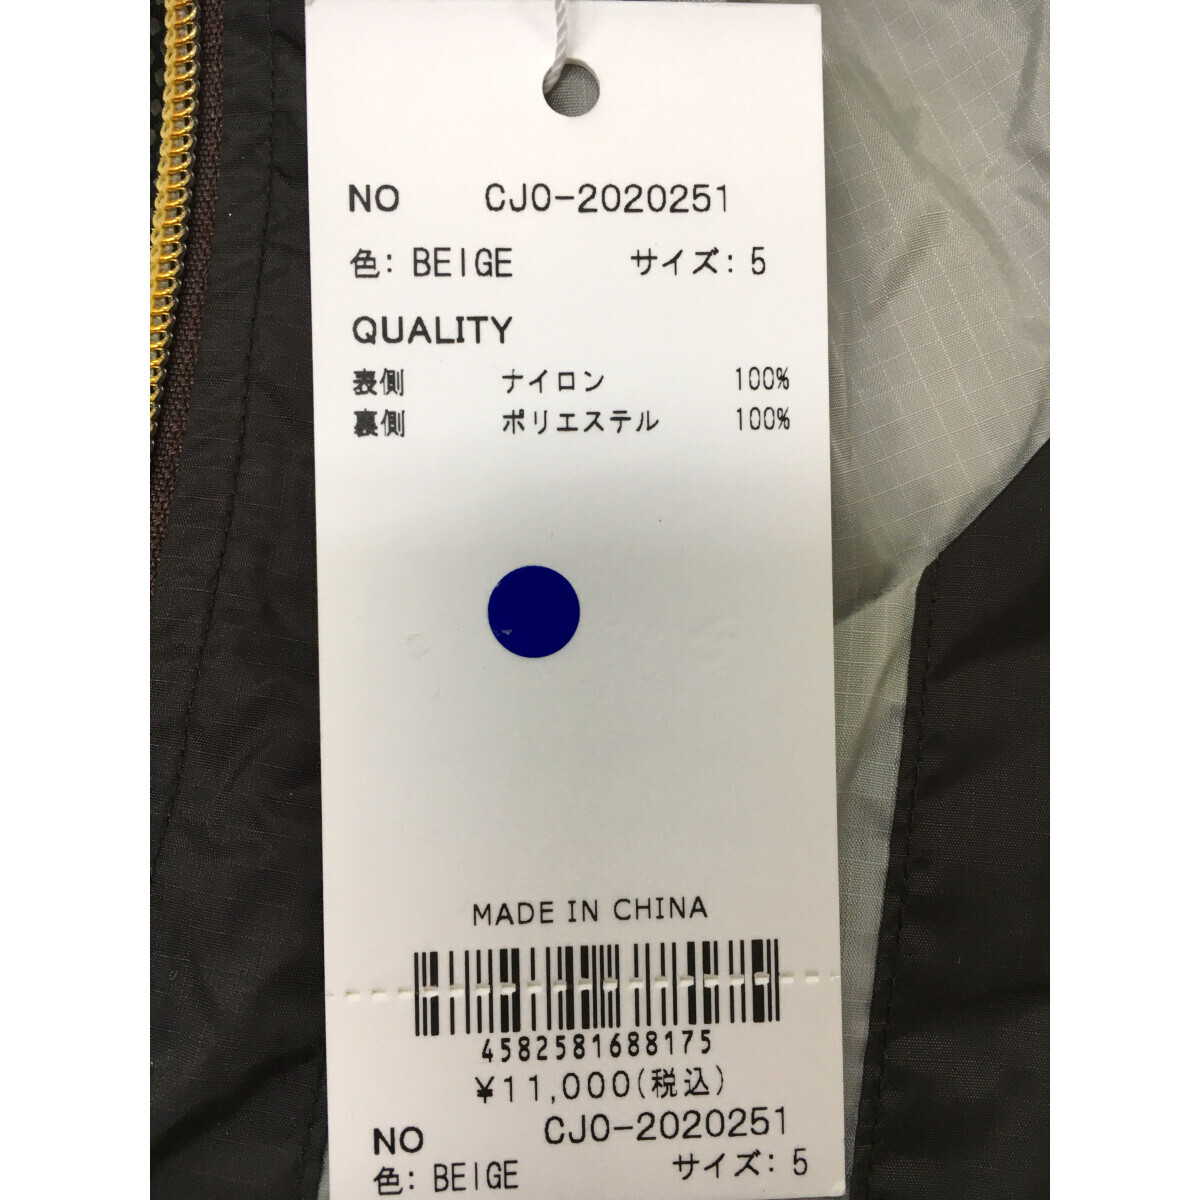 NO CJO-2020251
色: BEIGE サイズ: 5
QUALITY
表側 ナイロン 100%
裏側 ポリエステル 100%
MADE IN CHINA
4582581688175
¥11,000(税込)
NO CJO-2020251
色: BEIGE サイズ: 5